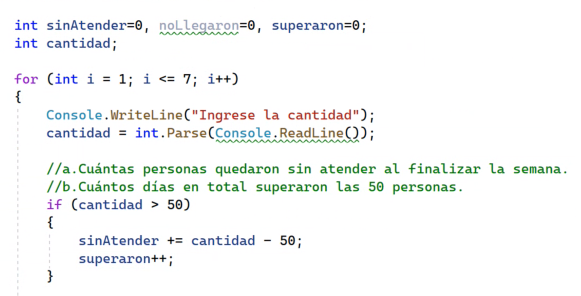 int sinAtender=0, noLlegaron=0, superaron=0;
int cantidad;
for (int i = 1; i <= 7; i++)
{
Console.WriteLine("Ingrese la cantidad");
cantidad = int.Parse(Console.ReadLine());
//a.Cuántas personas quedaron sin atender al finalizar la semana.
//b.Cuántos días en total superaron las 50 personas.
if (cantidad > 50)
{
sinAtender += cantidad - 50;
superaron++;
}